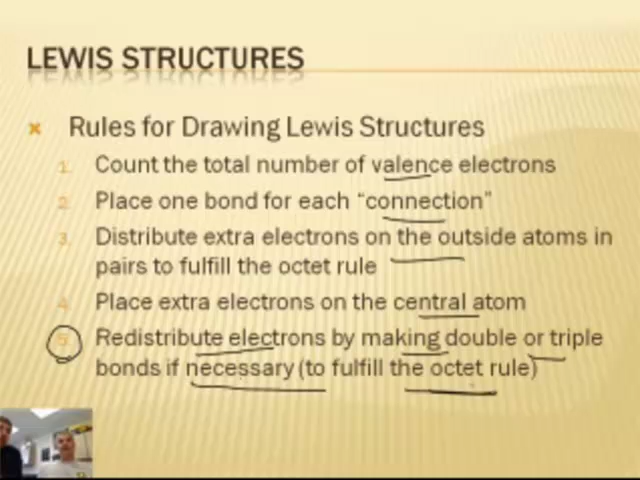 LEWIS STRUCTURES
Rules for Drawing Lewis Structures
1. Count the total number of valence electrons
2. Place one bond for each “connection”
3. Distribute extra electrons on the outside atoms in
pairs to fulfill the octet rule
4. Place extra electrons on the central atom
5. Redistribute electrons by making double or triple
bonds if necessary (to fulfill the octet rule)